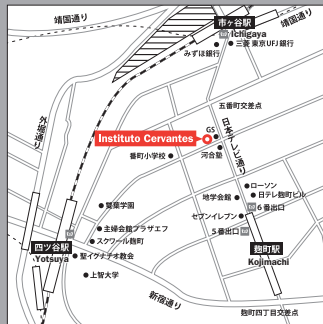 靖国通り
市ヶ谷駅
Ichigaya
靖国通り
みずほ銀行
三菱東京UFJ銀行
外堀通り
五番町交差点
日本テレビ通り
GS
Instituto Cervantes
河合塾
番町小学校
ローソン
地学会館
日テレ麹町ビル
6番出口
雙葉学園
セブンイレブン
主婦会館プラザエフ
5番出口
スクワール麹町
四ツ谷駅
Yotsuya
聖イグナチオ教会
麹町駅
Kojimachi
上智大学
新宿通り
麹町四丁目交差点